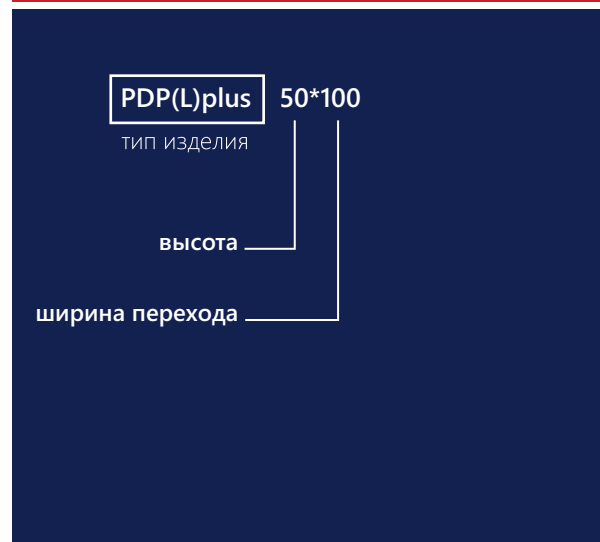 PDP(L)plus 50*100
тип изделия
высота
ширина перехода